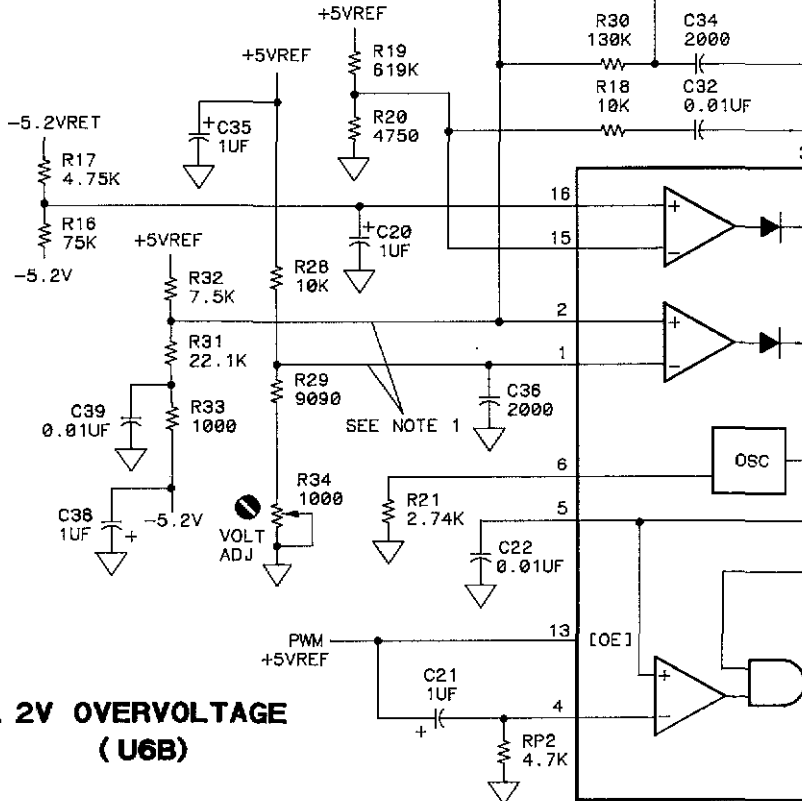 +5VREF
R30
130K
C34
2000
+5VREF
R19
619K
R18
10K
C32
0.01UF
+C35
1UF
R20
4750
-5.2VRET
R17
4.75K
16
+
R16
75K
+C20
1UF
15
-
-5.2V
+5VREF
R32
7.5K
R28
10K
2
+
R31
22.1K
1
-
R29
9090
C36
2000
C39
0.01UF
R33
1000
SEE NOTE 1
OSC
6
R34
1000
R21
2.74K
C38
1UF
+
-5.2V
VOLT
ADJ
5
C22
0.01UF
PWM
+5VREF
13
[OE]
C21
1UF
+
4
+
-
RP2
4.7K
2V OVERVOLTAGE
(U6B)